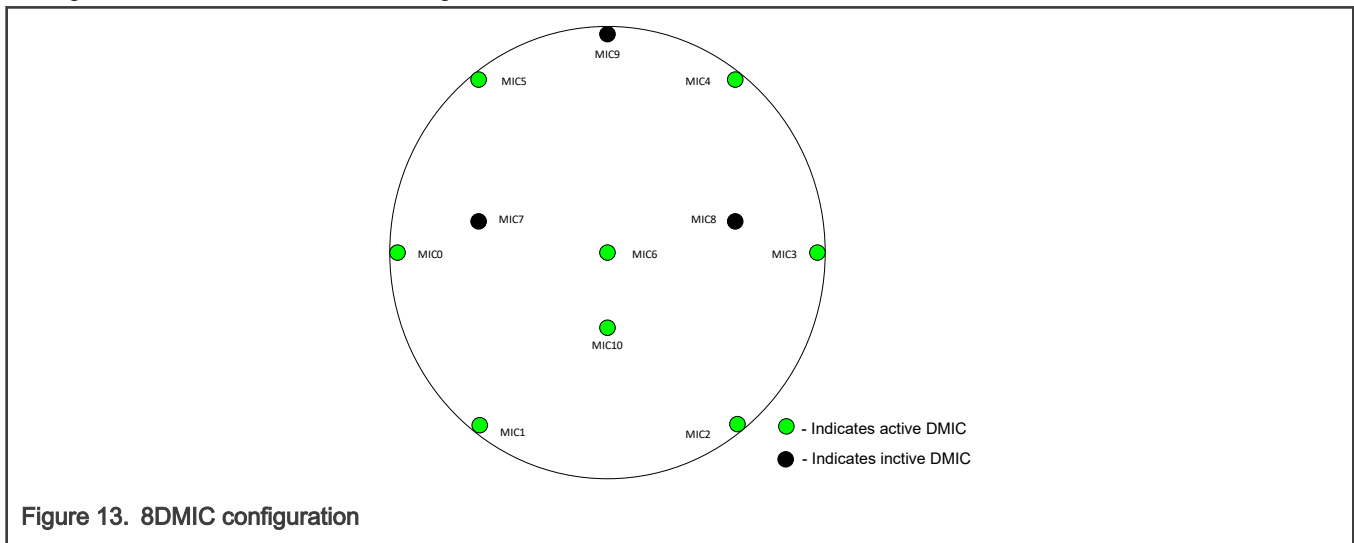 MIC9
MIC5
MIC4
MIC7
MIC8
MIC0
MIC6
MIC3
MIC10
MIC1
MIC2
- Indicates active DMIC
- Indicates inctive DMIC
Figure 13. 8DMIC configuration